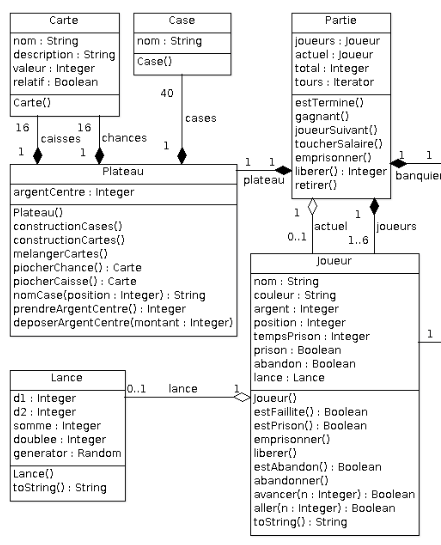 Carte
nom : String
description : String
valeur : Integer
relatif : Boolean
Carte()
Case
nom : String
Case()
Partie
joueurs : Joueur
actuel : Joueur
total : Integer
tours : Iterator
estTermine()
gagnant()
joueurSuivant()
toucherSalaire()
emprisonner()
liberer() : Integer
retirer()
16
caisses
1
16
chances
1
40
cases
1
1
1
plateau
1
1
banquier
Plateau
argentCentre : Integer
Plateau()
constructionCases()
constructionCartes()
melangerCartes()
piocherChance() : Carte
piocherCaisse() : Carte
nomCase(position : Integer) : String
prendreArgentCentre() : Integer
deposerArgentCentre(montant : Integer)
1
actuel
0..1
1
joueurs
1..6
Joueur
nom : String
couleur : String
argent : Integer
position : Integer
tempsPrison : Integer
prison : Boolean
abandon : Boolean
lance : Lance
Joueur()
estFaillite() : Boolean
estPrison() : Boolean
emprisonner()
liberer()
estAbandon() : Boolean
abandonner()
avancer(n : Integer) : Boolean
aller(n : Integer) : Boolean
toString() : String
1
Lance
d1 : Integer
d2 : Integer
somme : Integer
doublee : Integer
generator : Random
Lance()
toString() : String
0..1
lance
1